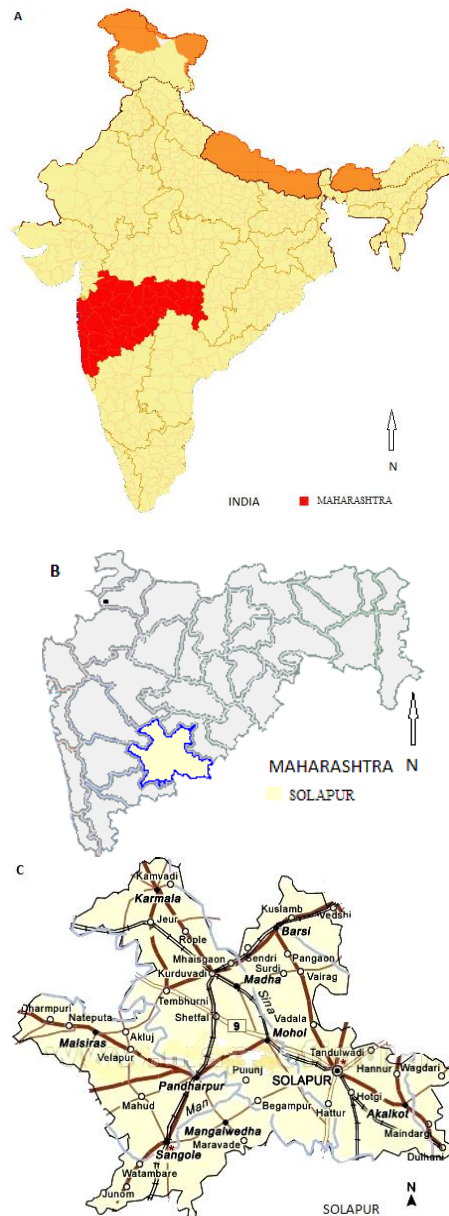 A
N
INDIA
MAHARASHTRA
B
MAHARASHTRA N
SOLAPUR
C
Kamvadi
Karmala
Jeur
Kuslamb
Vedshi
Rople
Barsi
Mhaisgaon
Sendri
Pangaon
Kurduvadi
Surdi
Vairag
Madha
Tembhurni
Sina
Dharmpuri
Shetfal
Nateputa
9
Vadala
Akluj
Mohol
Malsiras
Tandulwadi
Velapur
Hannur
Wagdari
Puiunj
SOLAPUR
Pandharpur
Hotgi
Mahud
Man
Begampur
Akalkot
Hattur
Mangalwedha
Maravade
Maindargi
Sangole
Dulhani
Watambare
Junom
N
SOLAPUR